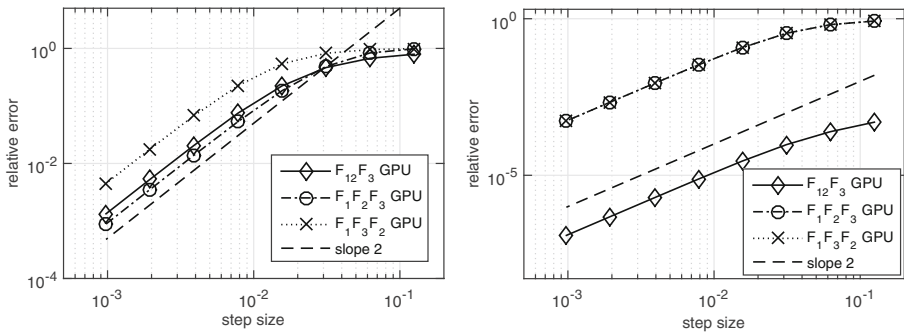 relative error
10^0
10^-2
10^-4
10^-3
10^-2
10^-1
step size
F_12F_3 GPU
F_1F_2F_3 GPU
F_1F_3F_2 GPU
slope 2
relative error
10^0
10^-5
10^-3
10^-2
10^-1
step size
F_12F_3 GPU
F_1F_2F_3 GPU
F_1F_3F_2 GPU
slope 2